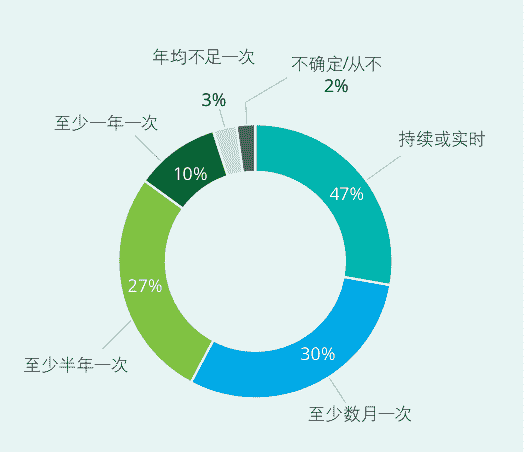 年均不足一次
3%
不确定/从不
2%
至少一年一次
10%
持续或实时
47%
27%
至少半年一次
30%
至少数月一次